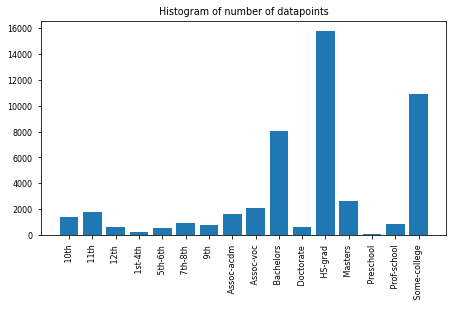 Histogram of number of datapoints
16000
14000
12000
10000
8000
6000
4000
2000
0
10th
11th
12th
1st-4th
5th-6th
7th-8th
9th
Assoc-acdm
Assoc-voc
Bachelors
Doctorate
HS-grad
Masters
Preschool
Prof-school
Some-college